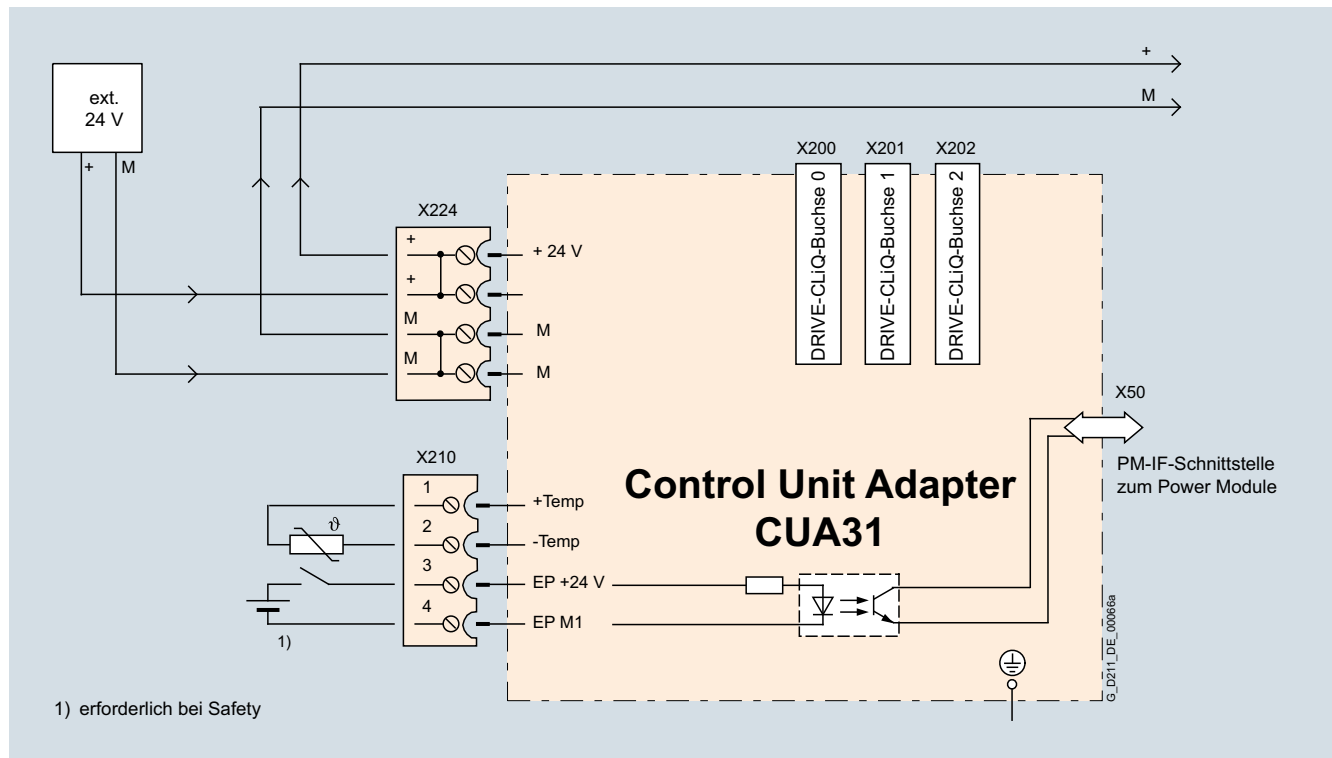 +
M
ext.
24 V
+ M
X200 X201 X202
DRIVE-CLiQ-Buchse 0
DRIVE-CLiQ-Buchse 1
DRIVE-CLiQ-Buchse 2
X224
+ + 24 V
+
M M
M M
X50
PM-IF-Schnittstelle
zum Power Module
X210
Control Unit Adapter
CUA31
1 +Temp
ϑ 2 -Temp
3 EP +24 V
4 EP M1
1)
G_D211_DE_00066a
1) erforderlich bei Safety